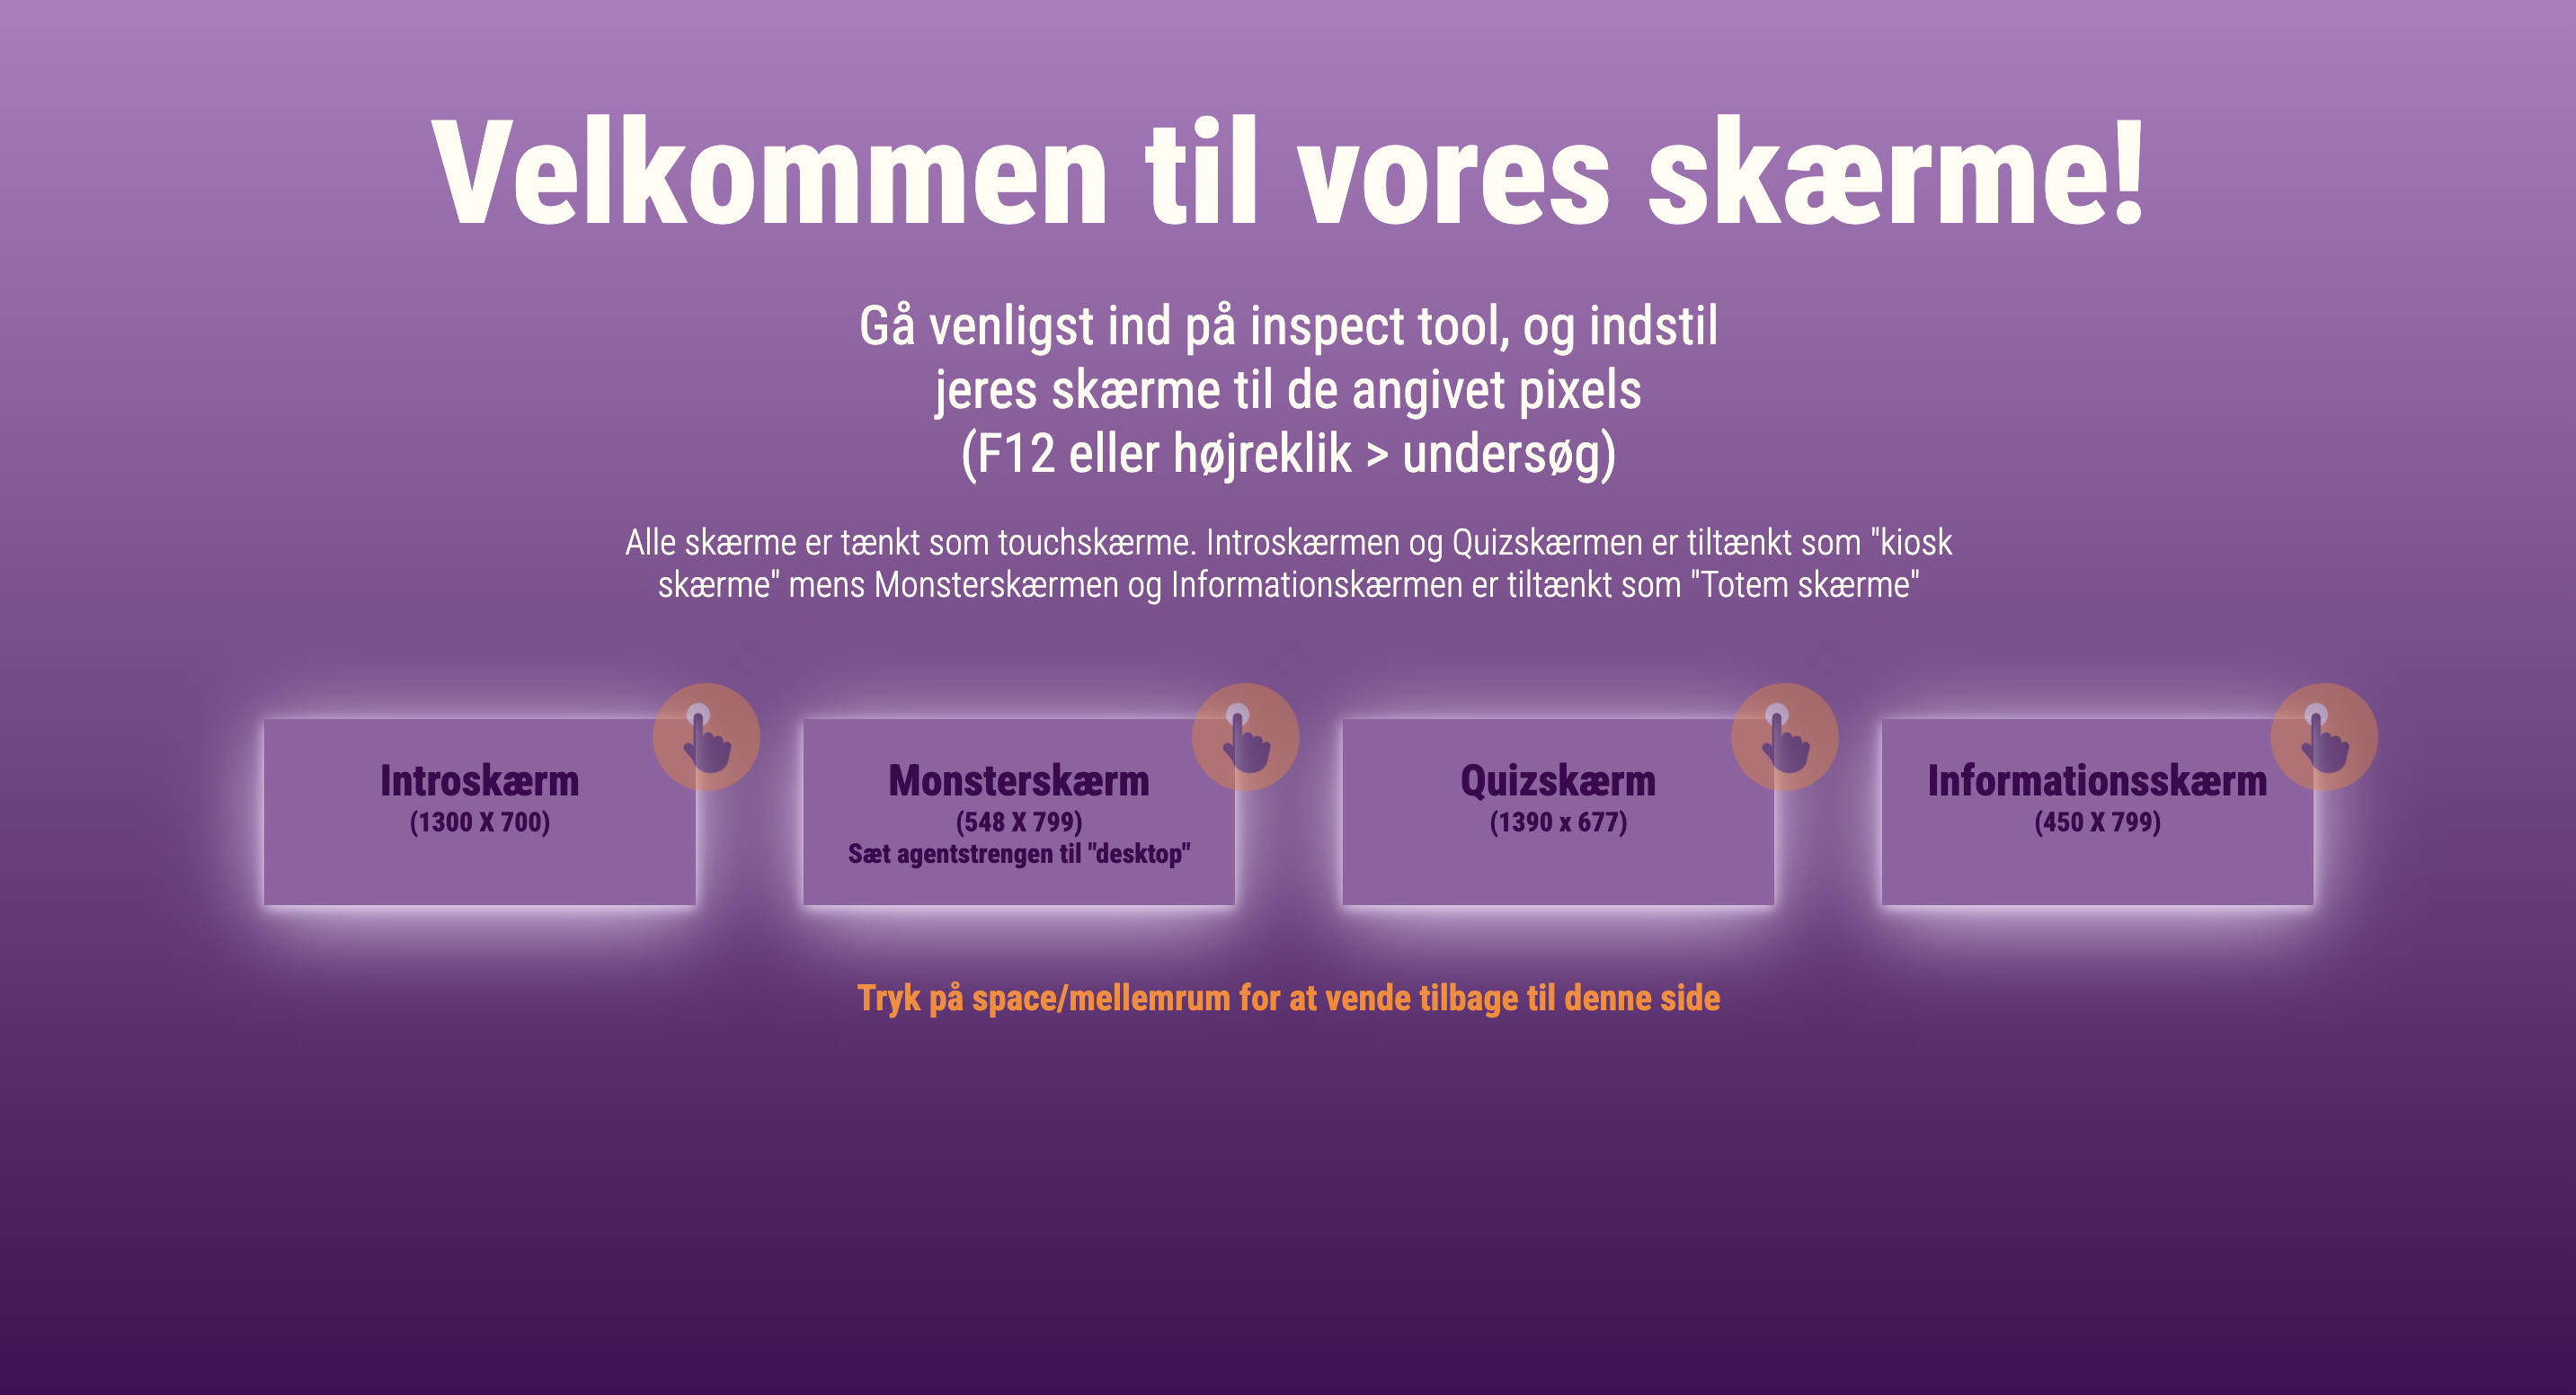 Velkommen til vores skærme!
Gå venligst ind på inspect tool, og indstil
jeres skærme til de angivet pixels
(F12 eller højreklik > undersøg)
Alle skærme er tænkt som touchskærme. Introskærmen og Quizskærmen er tiltænkt som "kiosk
skærme" mens Monsterskærmen og Informationskærmen er tiltænkt som "Totem skærme"
Introskærm
(1300 X 700)
Monsterskærm
(548 X 799)
Sæt agentstrengen til "desktop"
Quizskærm
(1390 x 677)
Informationsskærm
(450 X 799)
Tryk på space/mellemrum for at vende tilbage til denne side